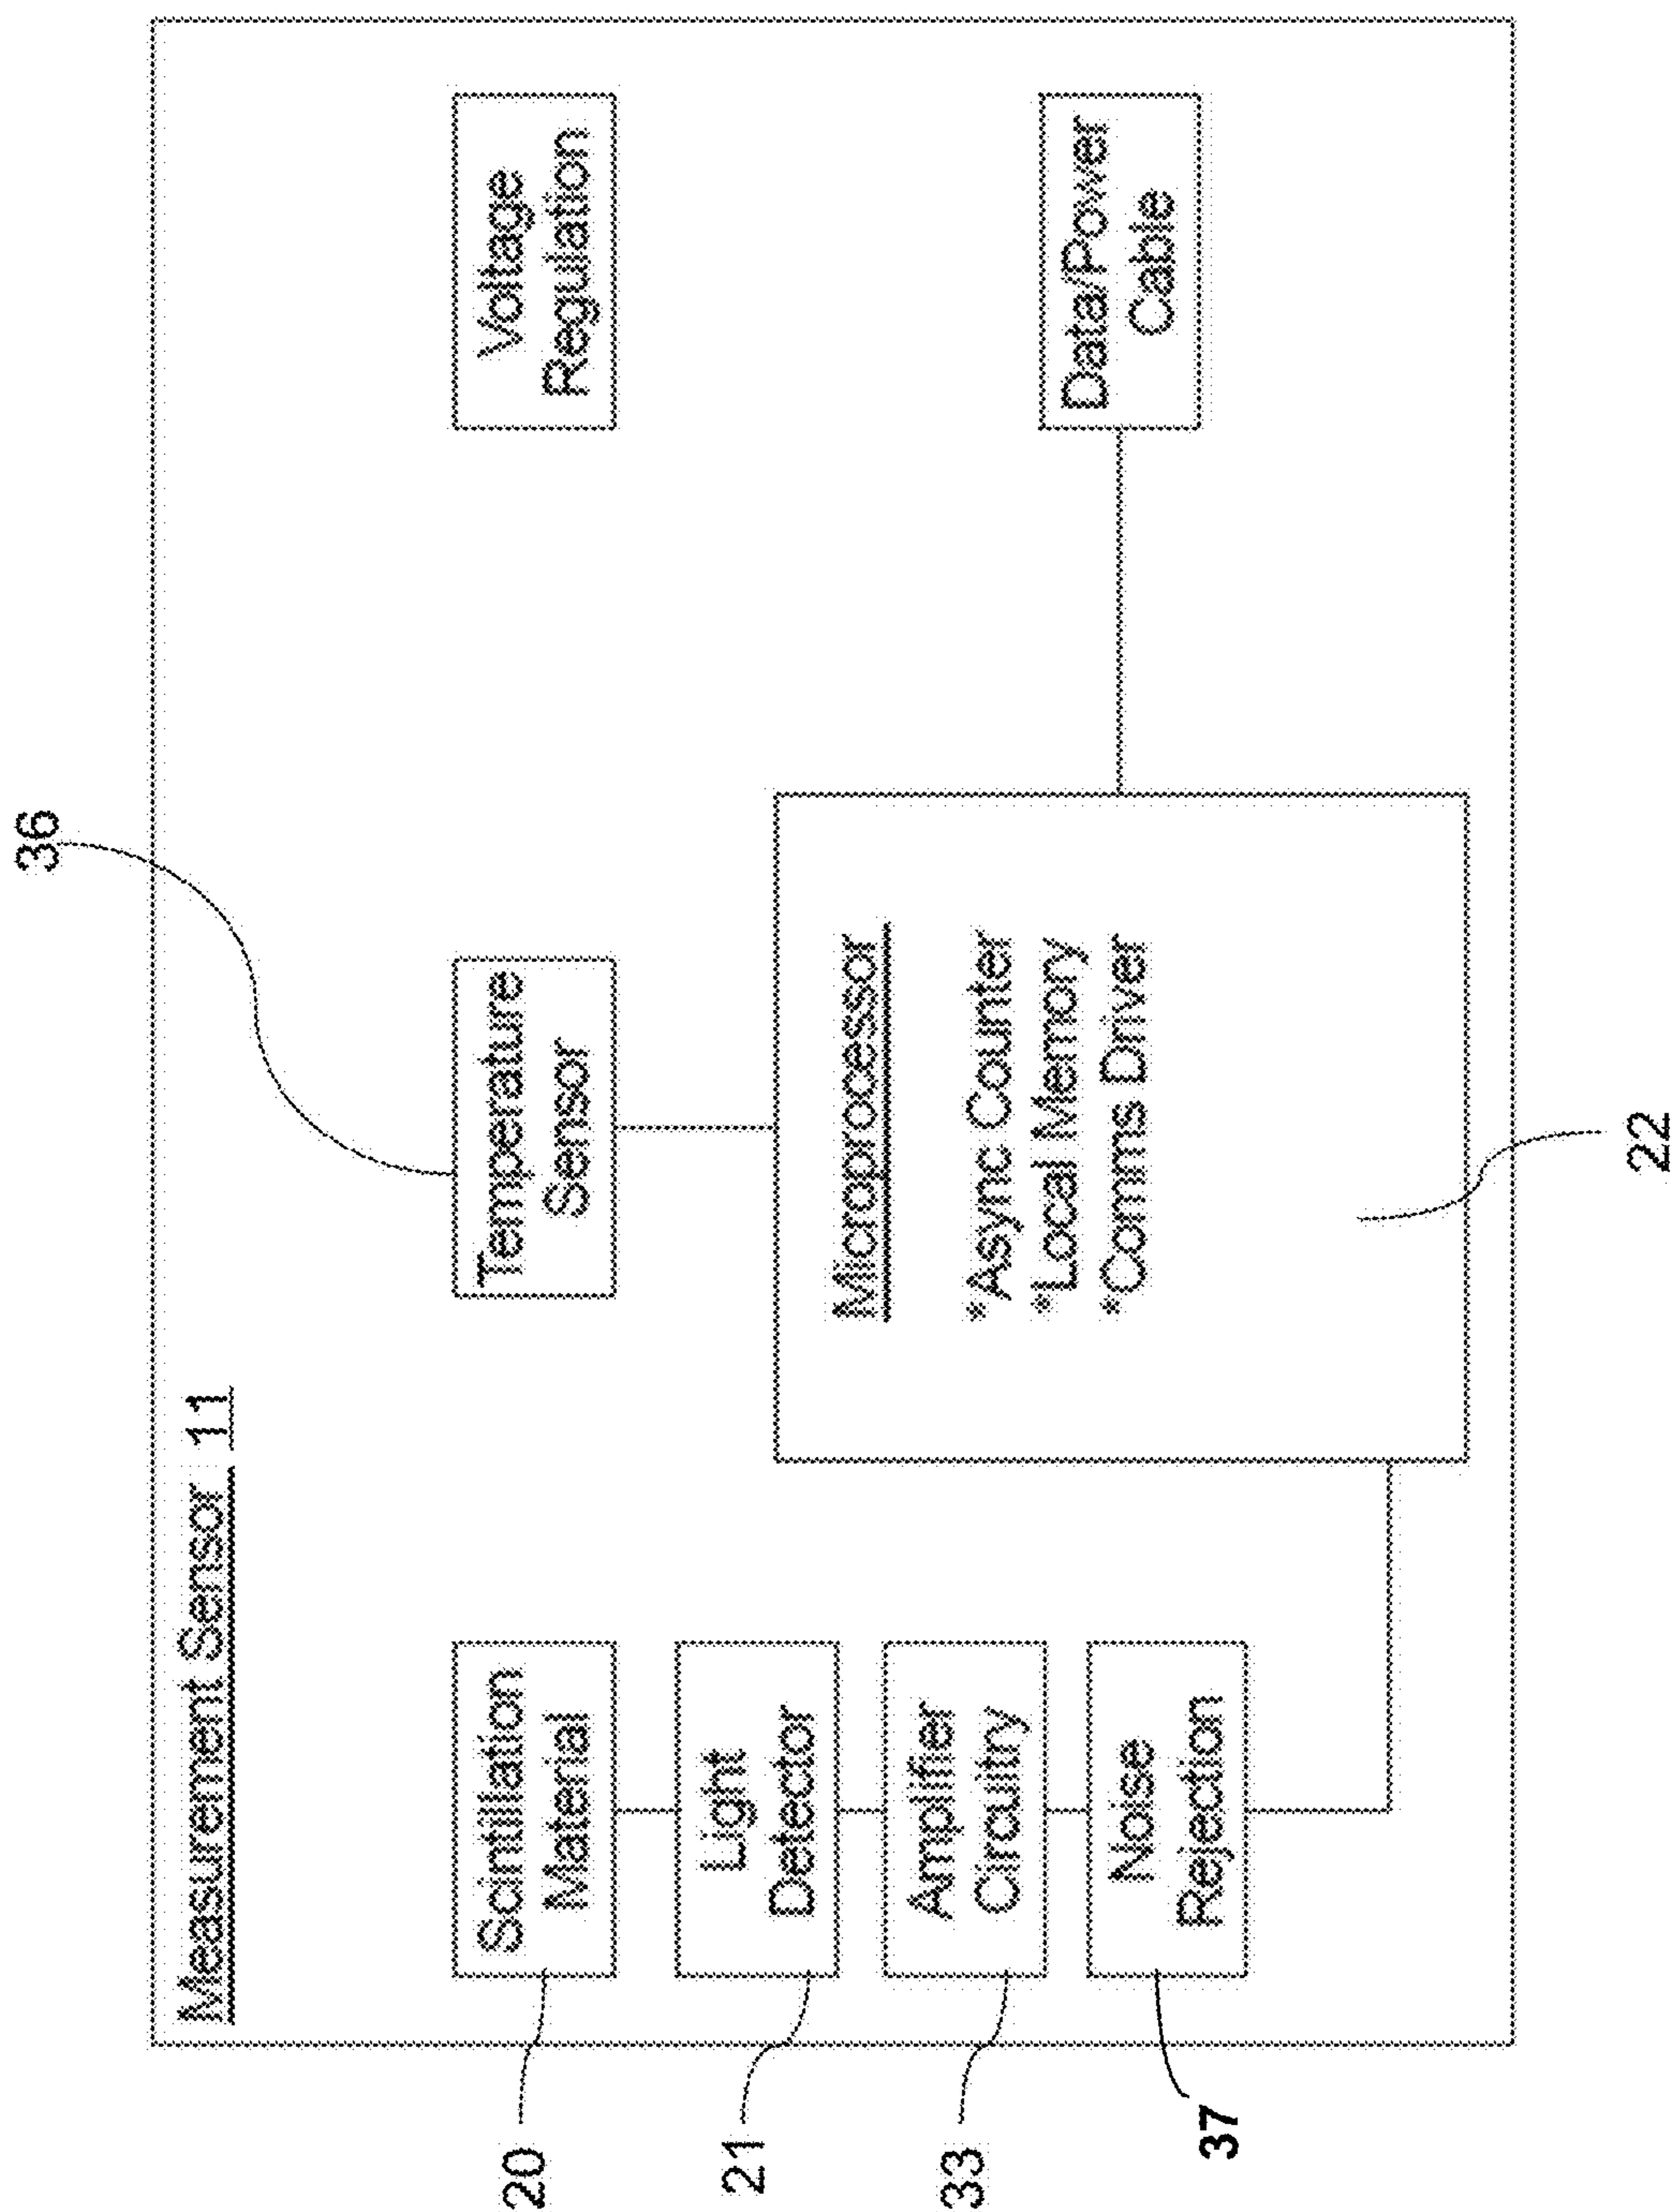 Measurement Sensor 11
36
Scintillation
Material
Temperature
Sensor
Voltage
Regulation
20
Light
Detector
21
Amplifier
Circuitry
33
Noise
Rejection
37
Microprocessor
*Async Counter
*Local Memory
*Comms Driver
22
Data/Power
Cable